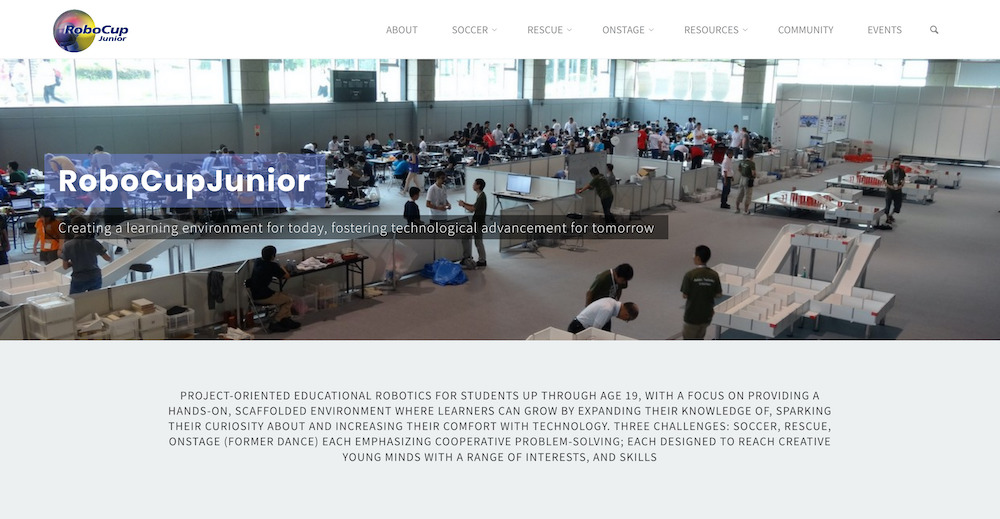 RoboCup
Junior
ABOUT SOCCER RESCUE ONSTAGE RESOURCES COMMUNITY EVENTS
RoboCupJunior
Creating a learning environment for today, fostering technological advancement for tomorrow
PROJECT-ORIENTED EDUCATIONAL ROBOTICS FOR STUDENTS UP THROUGH AGE 19, WITH A FOCUS ON PROVIDING A
HANDS-ON, SCAFFOLDED ENVIRONMENT WHERE LEARNERS CAN GROW BY EXPANDING THEIR KNOWLEDGE OF, SPARKING
THEIR CURIOSITY ABOUT AND INCREASING THEIR COMFORT WITH TECHNOLOGY. THREE CHALLENGES: SOCCER, RESCUE,
ONSTAGE (FORMER DANCE) EACH EMPHASIZING COOPERATIVE PROBLEM-SOLVING; EACH DESIGNED TO REACH CREATIVE
YOUNG MINDS WITH A RANGE OF INTERESTS, AND SKILLS